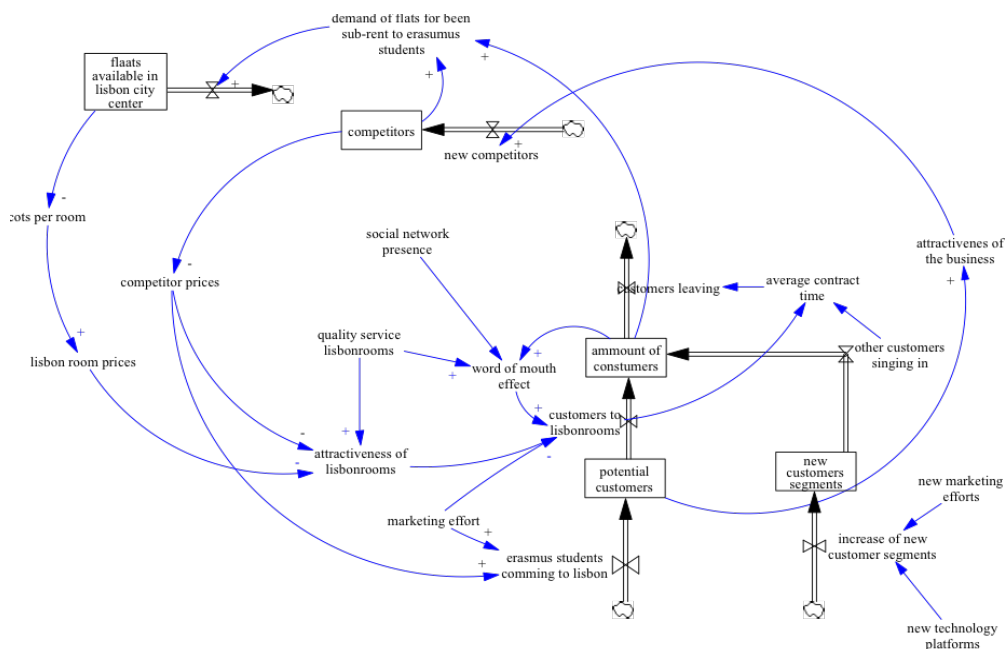 demand of flats for been
sub-rent to erasumus
students
flaats
available in
lisbon city
center
+
+
+
competitors
new competitors
+
cots per room
-
social network
presence
attractivenes of
the business
+
competitor prices
-
customers leaving
average contract
time
quality service
lisbonrooms
+
lisbon room prices
+
+
word of mouth
effect
ammount of
constumers
other customers
singing in
+
customers to
lisbonrooms
-
+
-
attractiveness of
lisbonrooms
-
potential
customers
new
customers
segments
new marketing
efforts
marketing effort
+
+
erasmus students
comming to lisbon
increase of new
customer segments
new technology
platforms